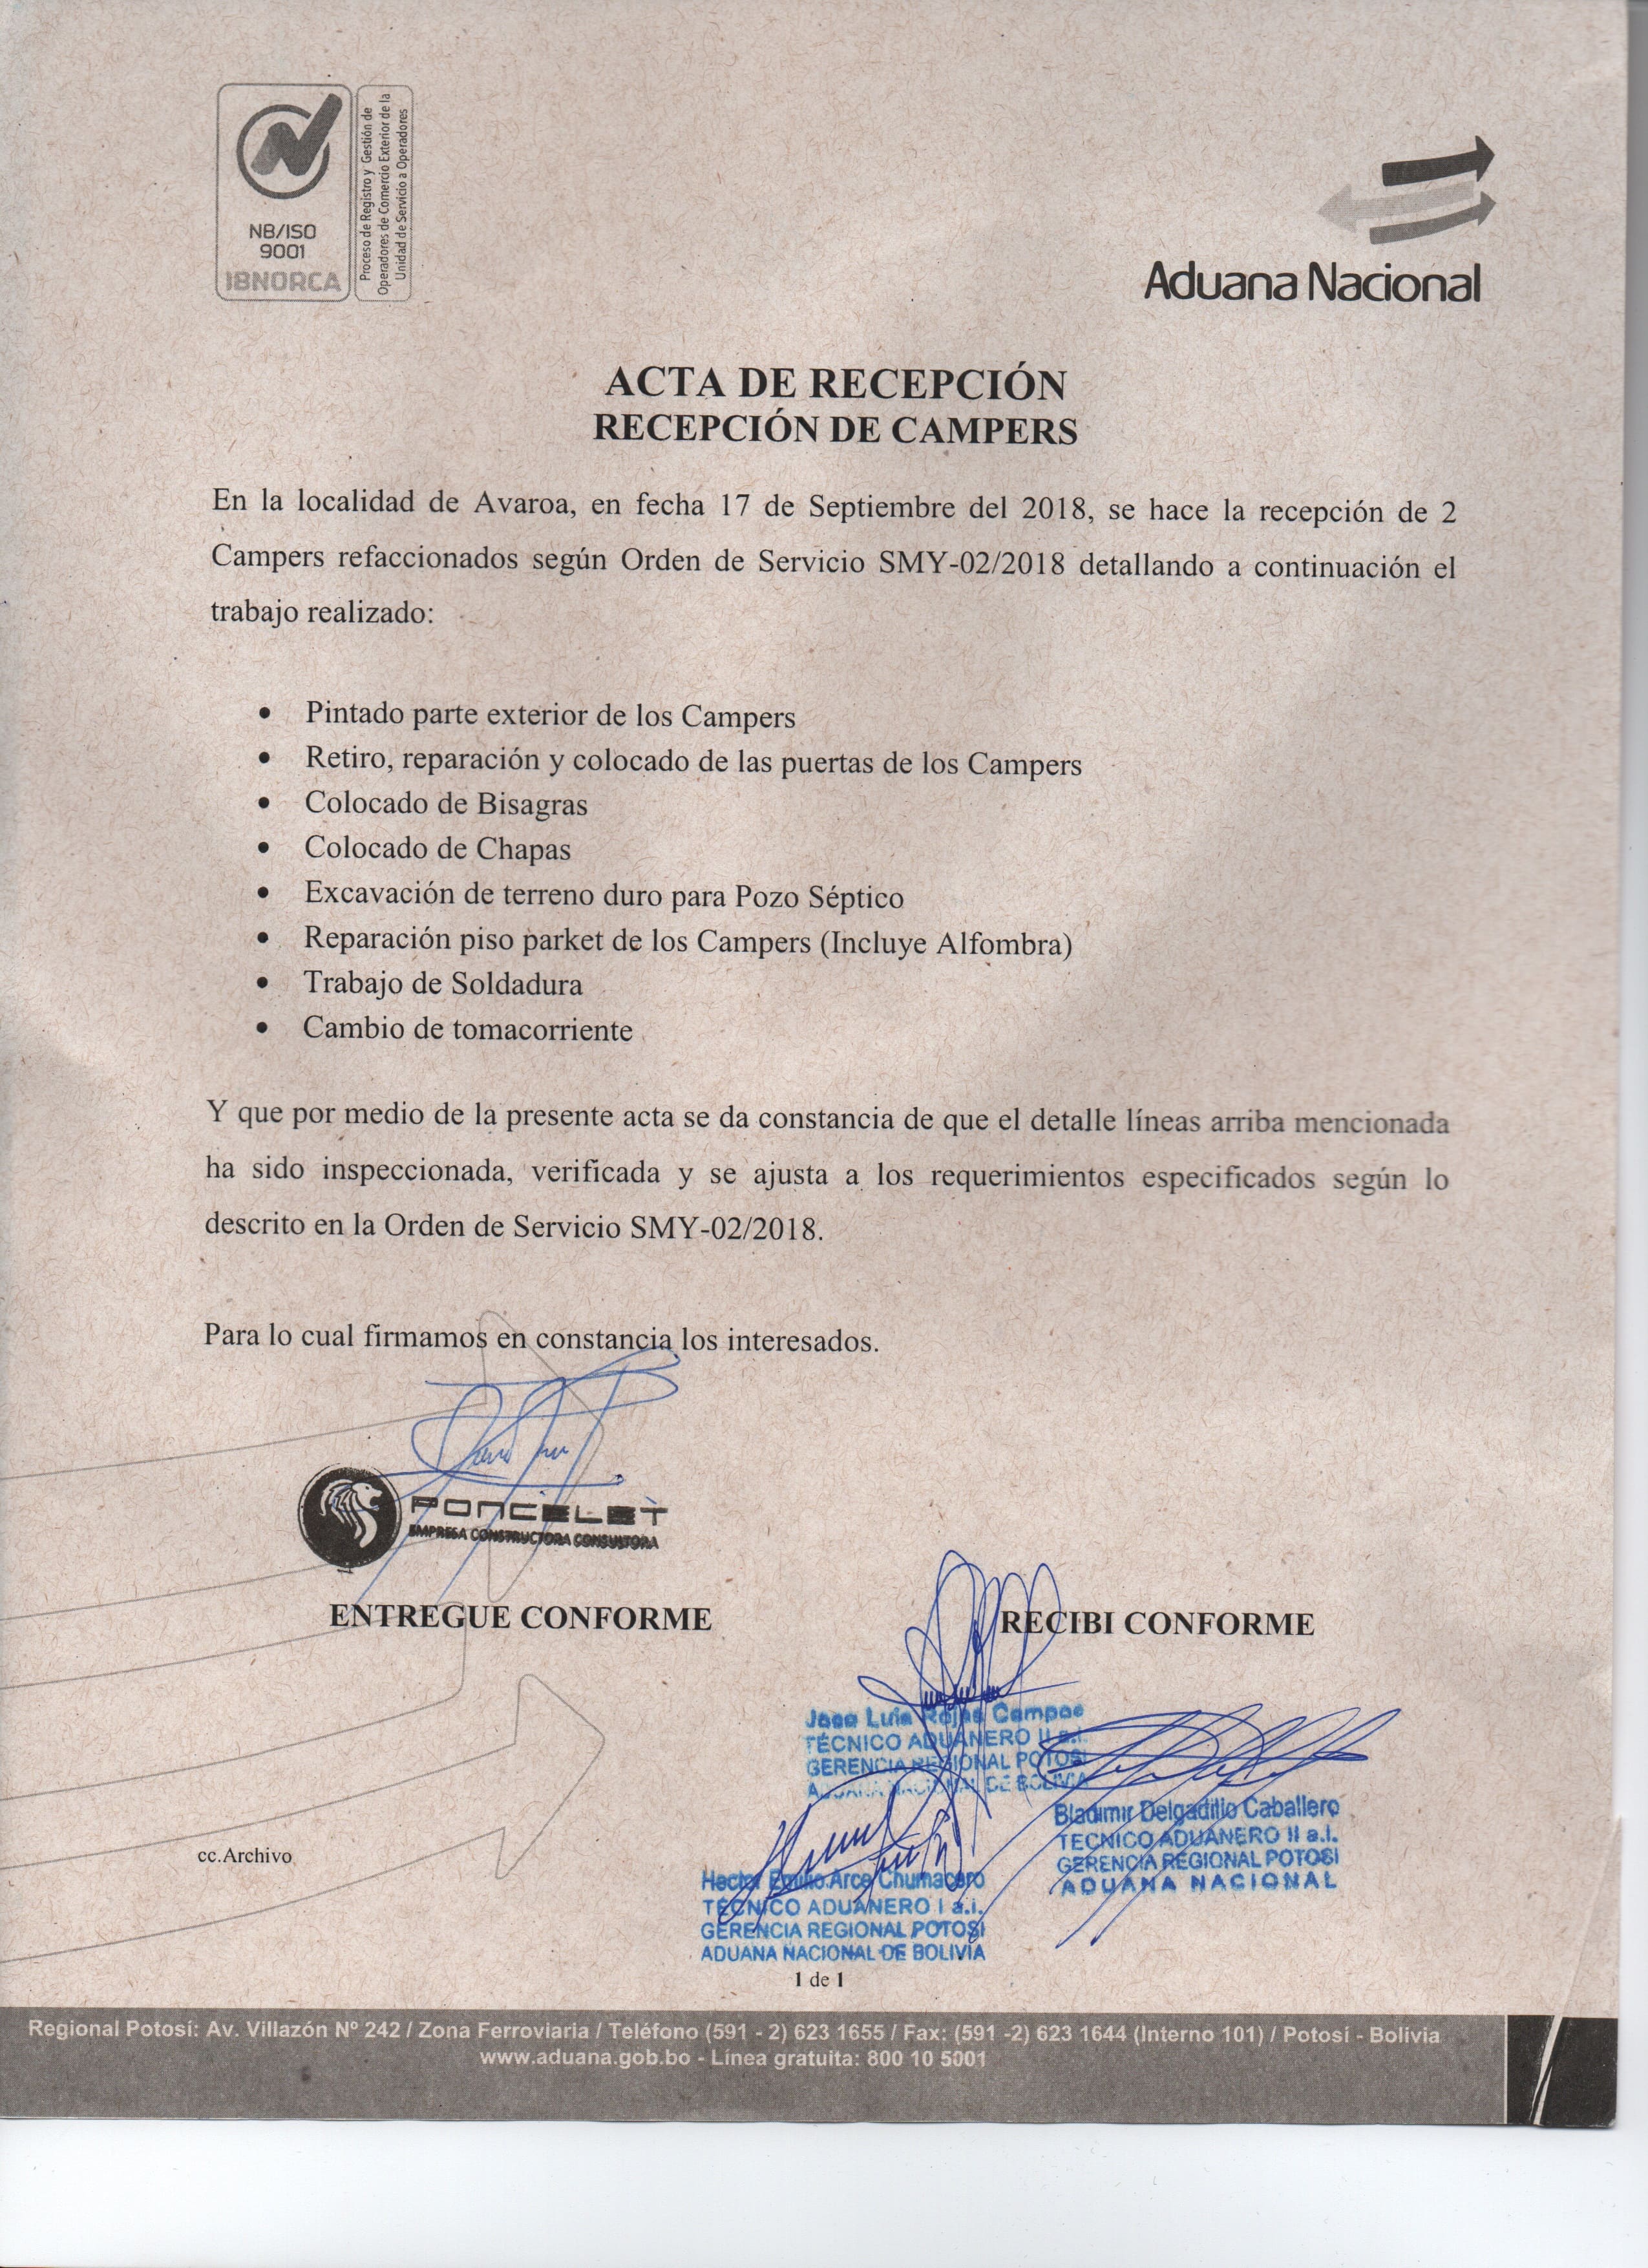 NB/ISO
9001
IBNORCA
Proceso de Registro y Gestión de
Operadores de Comercio Exterior de la
Unidad de Servicio a Operadores
Aduana Nacional
ACTA DE RECEPCIÓN
RECEPCIÓN DE CAMPERS
En la localidad de Avaroa, en fecha 17 de Septiembre del 2018, se hace la recepción de 2
Campers refaccionados según Orden de Servicio SMY-02/2018 detallando a continuación el
trabajo realizado:
• Pintado parte exterior de los Campers
• Retiro, reparación y colocado de las puertas de los Campers
• Colocado de Bisagras
• Colocado de Chapas
• Excavación de terreno duro para Pozo Séptico
• Reparación piso parket de los Campers (Incluye Alfombra)
• Trabajo de Soldadura
• Cambio de tomacorriente
Y que por medio de la presente acta se da constancia de que el detalle líneas arriba mencionada
ha sido inspeccionada, verificada y se ajusta a los requerimientos especificados según lo
descrito en la Orden de Servicio SMY-02/2018.
Para lo cual firmamos en constancia los interesados.
PONCELET
EMPRESA CONSTRUCTORA CONSULTORA
ENTREGUE CONFORME
RECIBI CONFORME
Jose Luis Rojas Campos
TÉCNICO ADUANERO II a.i.
GERENCIA REGIONAL POTOSÍ
ADUANA NACIONAL DE BOLIVIA
Bladimir Delgadillo Caballero
TECNICO ADUANERO II a.i.
GERENCIA REGIONAL POTOSI
ADUANA NACIONAL
cc.Archivo
Hector Emilio Arce Chumacero
TÉCNICO ADUANERO I a.i.
GERENCIA REGIONAL POTOSÍ
ADUANA NACIONAL DE BOLIVIA
1 de 1
Regional Potosí: Av. Villazón Nº 242 / Zona Ferroviaria / Teléfono (591 - 2) 623 1655 / Fax: (591 -2) 623 1644 (Interno 101) / Potosí - Bolivia
www.aduana.gob.bo - Línea gratuita: 800 10 5001